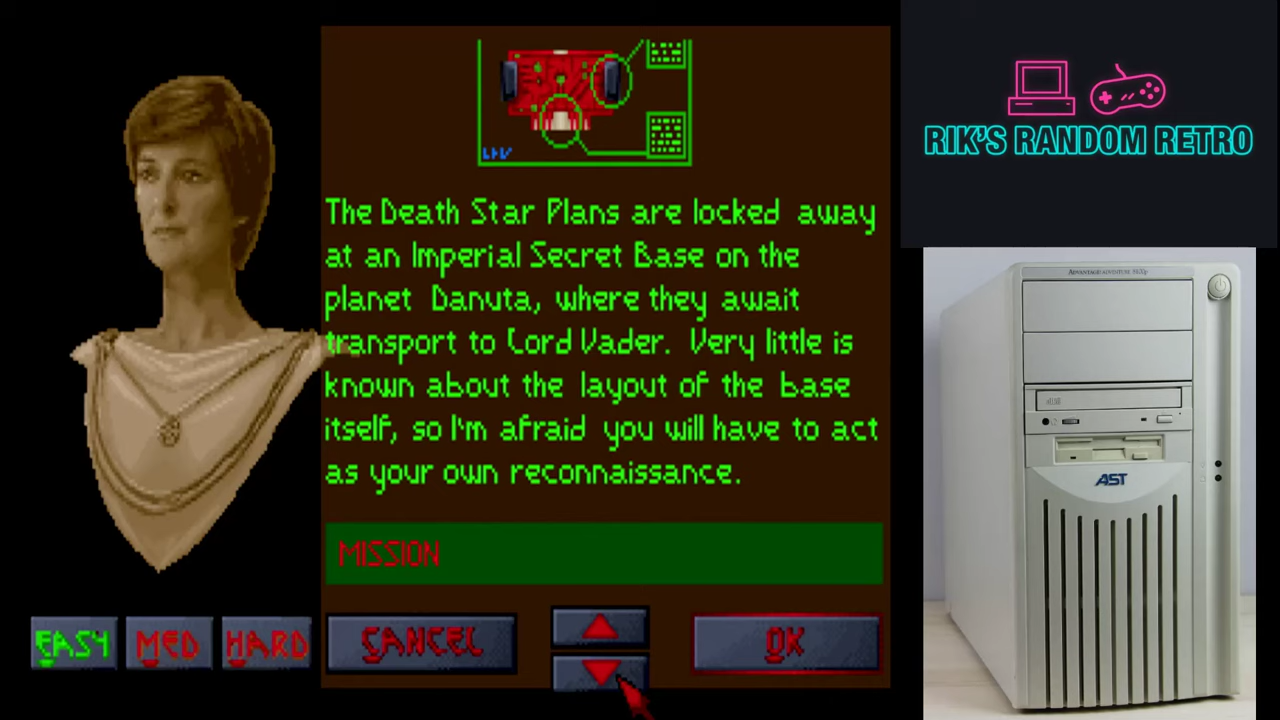 RIK'S RANDOM RETRO
The Death Star Plans are locked away
at an Imperial Secret Base on the
planet Danuta, where they await
transport to Lord Vader. Very little is
known about the layout of the base
itself, so I'm afraid you will have to act
as your own reconnaissance.
MISSION
EASY
MED
HARD
CANCEL
OK
AST